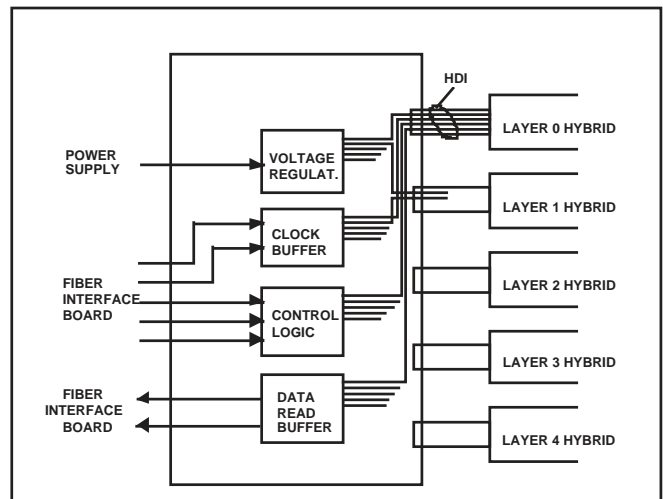 HDI
LAYER 0 HYBRID
POWER
SUPPLY
VOLTAGE
REGULAT.
LAYER 1 HYBRID
CLOCK
BUFFER
FIBER
INTERFACE
BOARD
CONTROL
LOGIC
LAYER 2 HYBRID
LAYER 3 HYBRID
FIBER
INTERFACE
BOARD
DATA
READ
BUFFER
LAYER 4 HYBRID